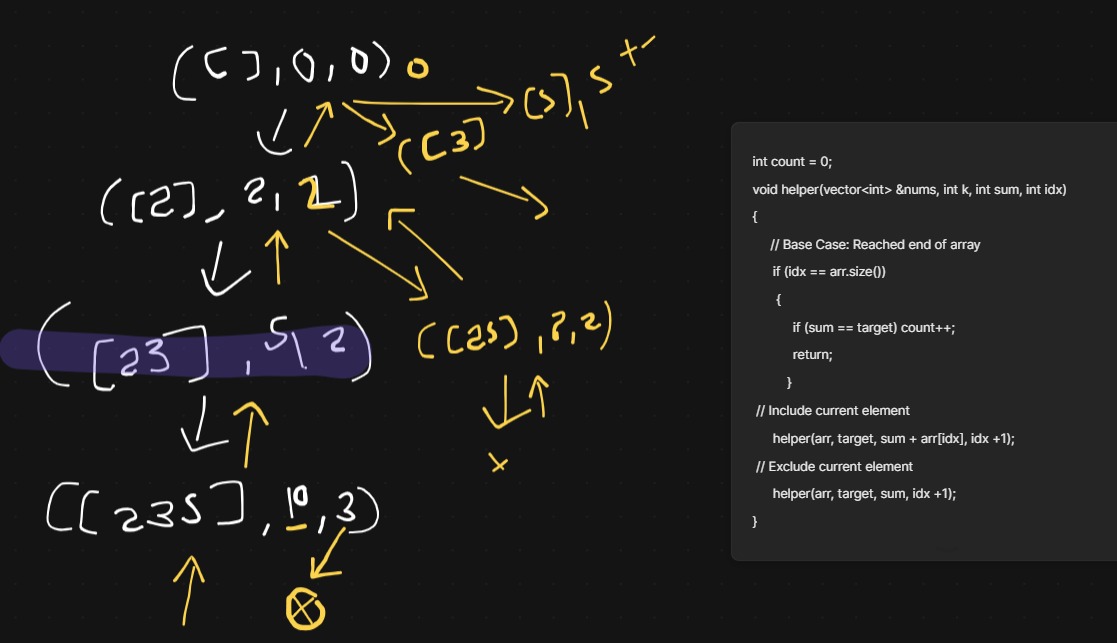 ([], 0, 0) 0
[5], 5
([3]
([2], 2, 1)
([23], 5, 2)
([25], 7, 2)
([235], 10, 3)
int count = 0;
void helper(vector<int> &nums, int k, int sum, int idx)
{
// Base Case: Reached end of array
if (idx == arr.size())
{
if (sum == target) count++;
return;
}
// Include current element
helper(arr, target, sum + arr[idx], idx +1);
// Exclude current element
helper(arr, target, sum, idx +1);
}